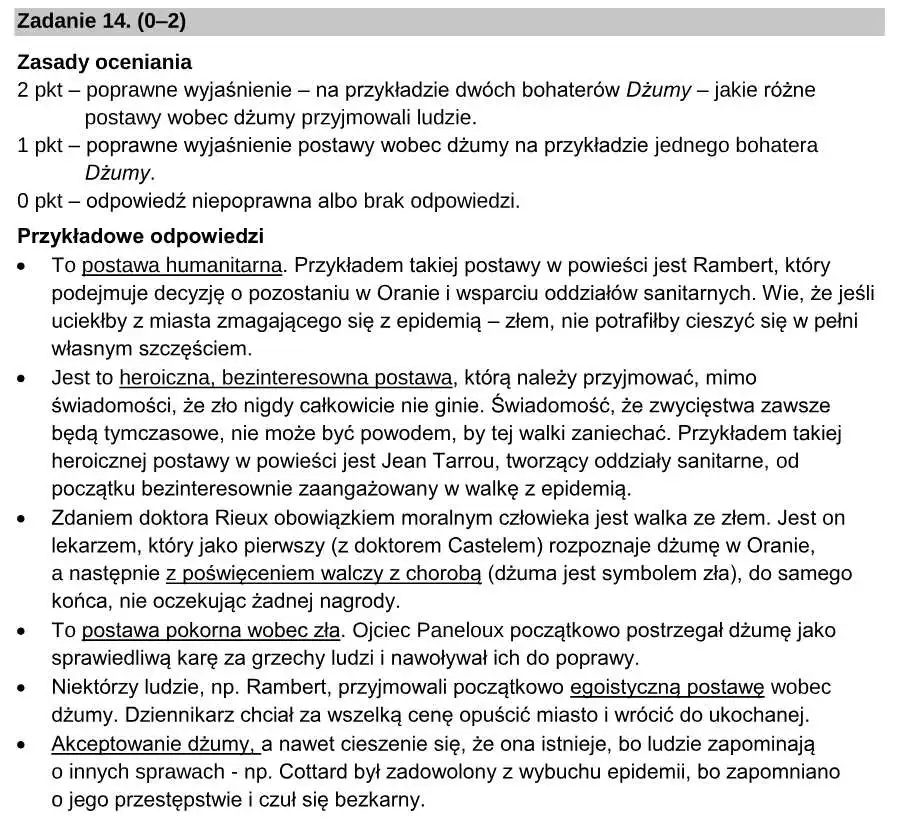 Zadanie 14. (0–2)
Zasady oceniania
2 pkt – poprawne wyjaśnienie – na przykładzie dwóch bohaterów Dżumy – jakie różne
postawy wobec dżumy przyjmowali ludzie.
1 pkt – poprawne wyjaśnienie postawy wobec dżumy na przykładzie jednego bohatera
Dżumy.
0 pkt – odpowiedź niepoprawna albo brak odpowiedzi.
Przykładowe odpowiedzi
• To postawa humanitarna. Przykładem takiej postawy w powieści jest Rambert, który
podejmuje decyzję o pozostaniu w Oranie i wsparciu oddziałów sanitarnych. Wie, że jeśli
uciekłby z miasta zmagającego się z epidemią – złem, nie potrafiłby cieszyć się w pełni
własnym szczęściem.
• Jest to heroiczna, bezinteresowna postawa, którą należy przyjmować, mimo
świadomości, że zło nigdy całkowicie nie ginie. Świadomość, że zwycięstwa zawsze
będą tymczasowe, nie może być powodem, by tej walki zaniechać. Przykładem takiej
heroicznej postawy w powieści jest Jean Tarrou, tworzący oddziały sanitarne, od
początku bezinteresownie zaangażowany w walkę z epidemią.
• Zdaniem doktora Rieux obowiązkiem moralnym człowieka jest walka ze złem. Jest on
lekarzem, który jako pierwszy (z doktorem Castelem) rozpoznaje dżumę w Oranie,
a następnie z poświęceniem walczy z chorobą (dżuma jest symbolem zła), do samego
końca, nie oczekując żadnej nagrody.
• To postawa pokorna wobec zła. Ojciec Paneloux początkowo postrzegał dżumę jako
sprawiedliwą karę za grzechy ludzi i nawoływał ich do poprawy.
• Niektórzy ludzie, np. Rambert, przyjmowali początkowo egoistyczną postawę wobec
dżumy. Dziennikarz chciał za wszelką cenę opuścić miasto i wrócić do ukochanej.
• Akceptowanie dżumy, a nawet cieszenie się, że ona istnieje, bo ludzie zapominają
o innych sprawach - np. Cottard był zadowolony z wybuchu epidemii, bo zapomniano
o jego przestępstwie i czuł się bezkarny.